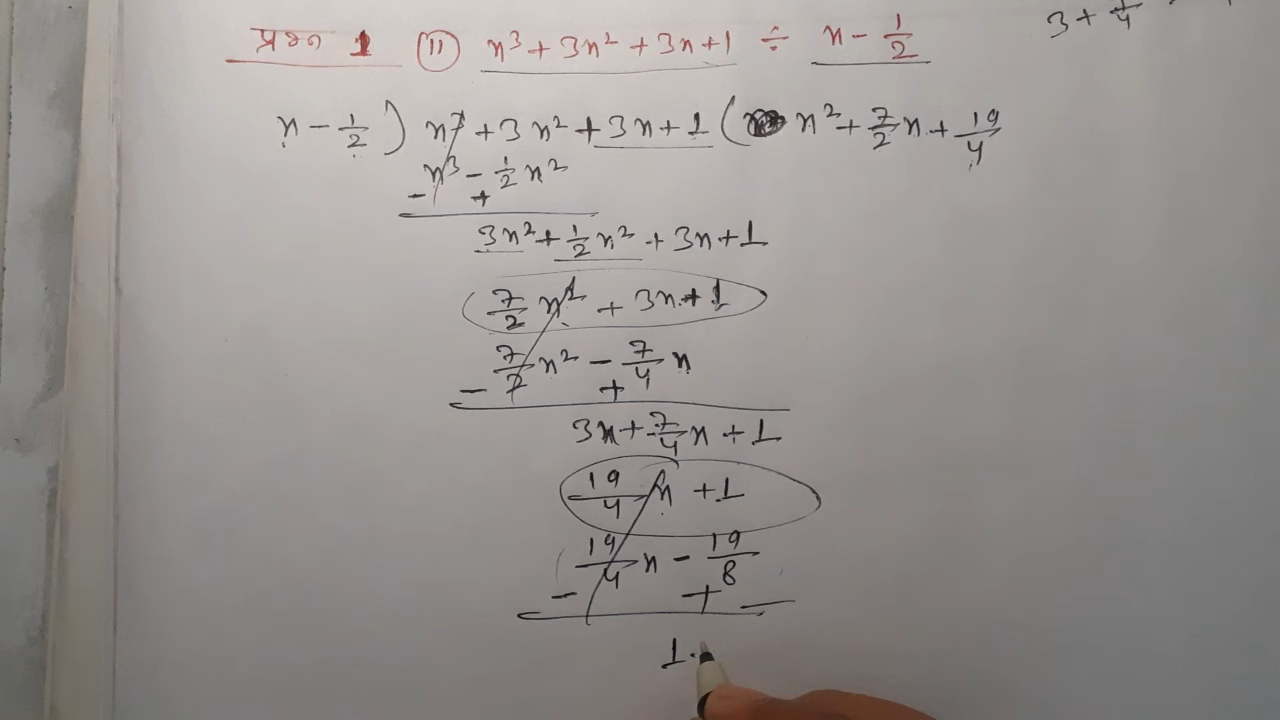 प्रश्न 1 (11) x³ + 3x² + 3x + 1 ÷ x - 1/2
3 + 7/4
x - 1/2 ) x³ + 3x² + 3x + 1 ( x² + 7/2 x + 19/4
x³ - 1/2 x²
- +
3x² + 1/2 x² + 3x + 1
7/2 x² + 3x + 1
7/2 x² - 7/4 x
- +
3x + 7/4 x + 1
19/4 x + 1
19/4 x - 19/8
- +
1